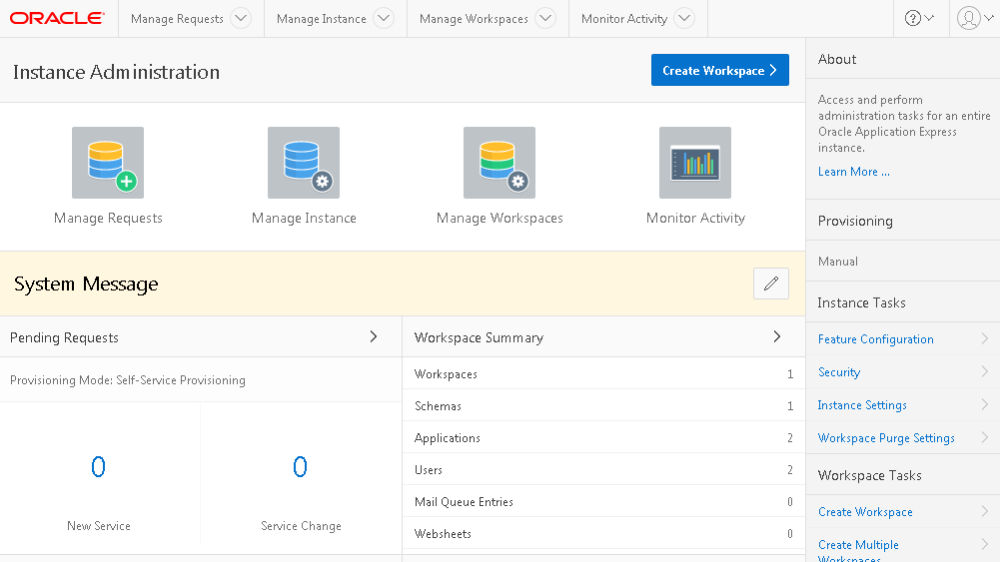 ORACLE
Manage Requests
Manage Instance
Manage Workspaces
Monitor Activity
?
Instance Administration
Create Workspace
Manage Requests
Manage Instance
Manage Workspaces
Monitor Activity
System Message
Pending Requests
Provisioning Mode: Self-Service Provisioning
0
New Service
0
Service Change
Workspace Summary
Workspaces 1
Schemas 1
Applications 2
Users 2
Mail Queue Entries 0
Websheets 0
About
Access and perform
administration tasks for an entire
Oracle Application Express
instance.
Learn More ...
Provisioning
Manual
Instance Tasks
Feature Configuration
Security
Instance Settings
Workspace Purge Settings
Workspace Tasks
Create Workspace
Create Multiple
Workspaces